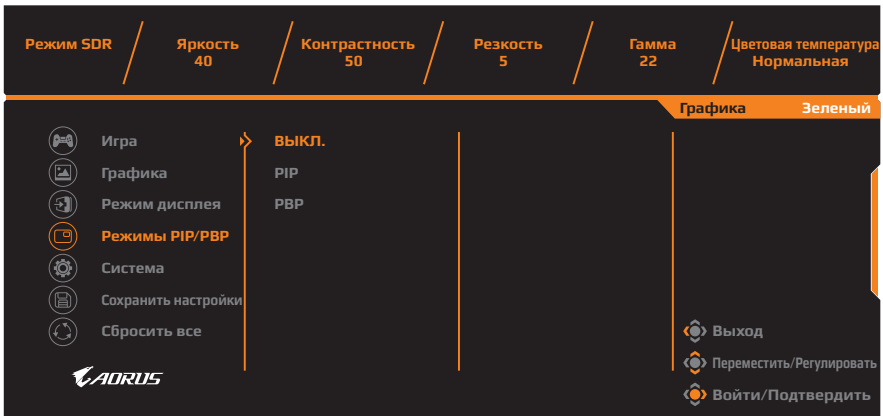 Режим SDR
Яркость
40
Контрастность
50
Резкость
5
Гамма
22
Цветовая температура
Нормальная
Графика Зеленый
Игра
Графика
Режим дисплея
Режимы PIP/PBP
Система
Сохранить настройки
Сбросить все
ВЫКЛ.
PIP
PBP
Выход
Переместить/Регулировать
Войти/Подтвердить
AORUS